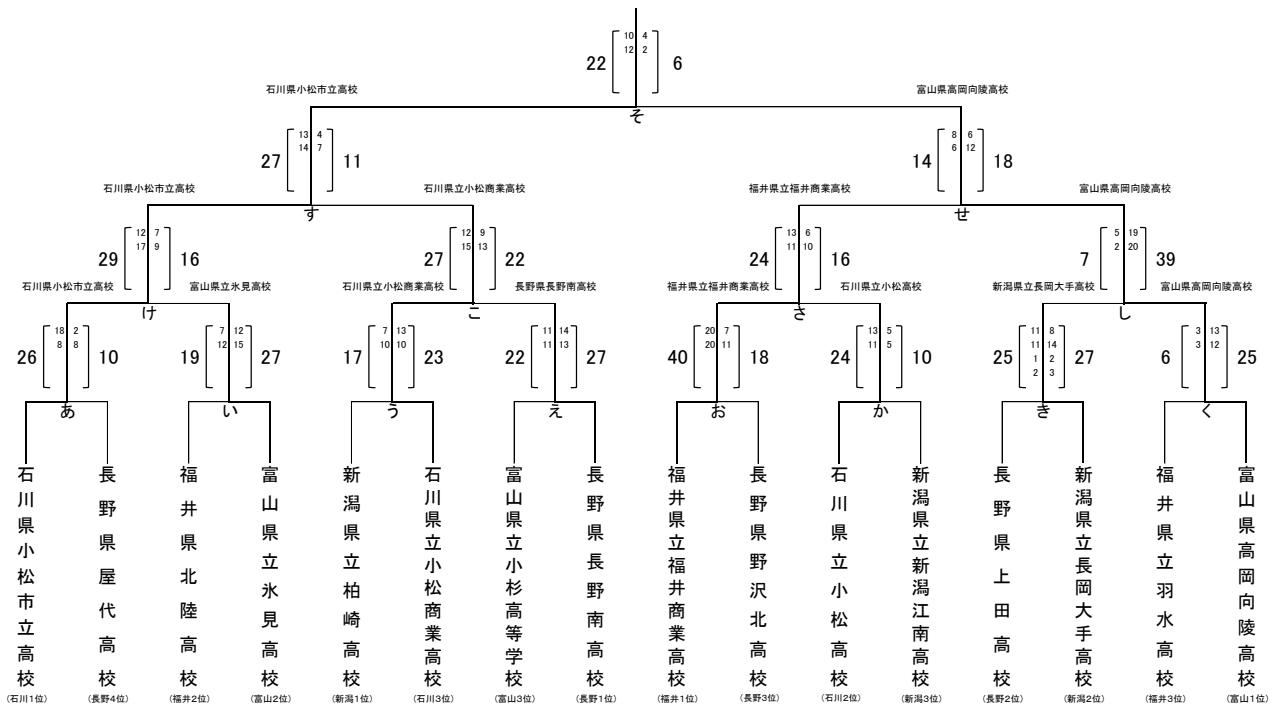 10 4
22 12 2 6
石川県小松市立高校 富山県高岡向陵高校
そ
13 4 8 6
27 14 7 11 14 6 12 18
石川県小松市立高校 石川県立小松商業高校 福井県立福井商業高校 富山県高岡向陵高校
す せ
12 7 12 9 13 6 5 19
29 17 9 16 27 15 13 22 24 11 10 16 7 2 20 39
石川県小松市立高校 富山県立氷見高校 石川県立小松商業高校 長野県長野南高校 福井県立福井商業高校 石川県立小松高校 新潟県立長岡大手高校 富山県高岡向陵高校
け こ さ し
18 2 7 12 7 13 11 14 20 7 13 5 11 8 3 13
8 8 12 15 10 10 11 13 20 11 11 5 11 14 3 12
26 10 19 27 17 23 22 27 40 18 24 10 25 1 2 27 6 25
2 3
あ い う え お か き く
石川県小松市立高校
長野県屋代高校
福井県北陸高校
富山県立氷見高校
新潟県立柏崎高校
石川県立小松商業高校
富山県立小杉高等学校
長野県長野南高校
福井県立福井商業高校
長野県野沢北高校
石川県立小松高校
新潟県立新潟江南高校
長野県上田高校
新潟県立長岡大手高校
福井県立羽水高校
富山県高岡向陵高校
(石川1位) (長野4位) (福井2位) (富山2位) (新潟1位) (石川3位) (富山3位) (長野1位) (福井1位) (長野3位) (石川2位) (新潟3位) (長野2位) (新潟2位) (福井3位) (富山1位)